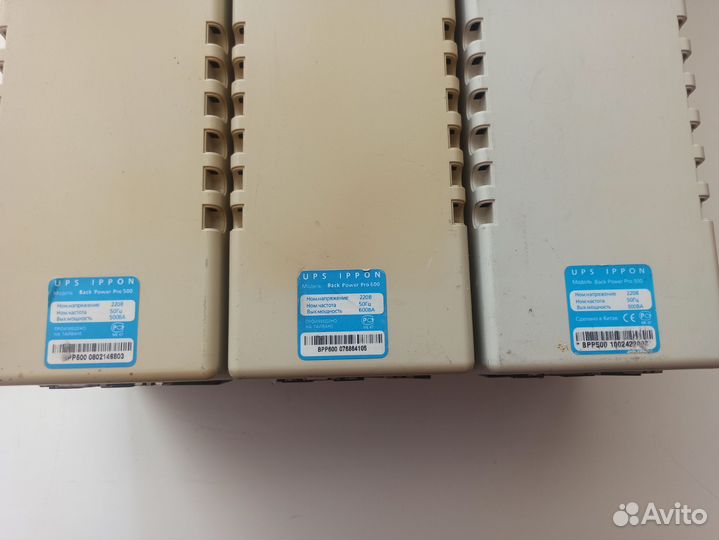 UPS IPPON
Модель Back Power Pro 500
Ном.напряжение 220В
Ном.частота 50Гц
Вых.мощность 500ВА
ПРОИЗВЕДЕНО
НА ТАЙВАНЕ
BPP600 0802146803
UPS IPPON
Модель Back Power Pro 600
Ном.напряжение 220В
Ном.частота 50Гц
Вых.мощность 600ВА
ПРОИЗВЕДЕНО
НА ТАЙВАНЕ
BPP600 076864105
UPS IPPON
Модель Back Power Pro 500
Ном.напряжение 220В
Ном.частота 50Гц
Вых.мощность 500ВА
Сделано в Китае CE
BPP500
Avito